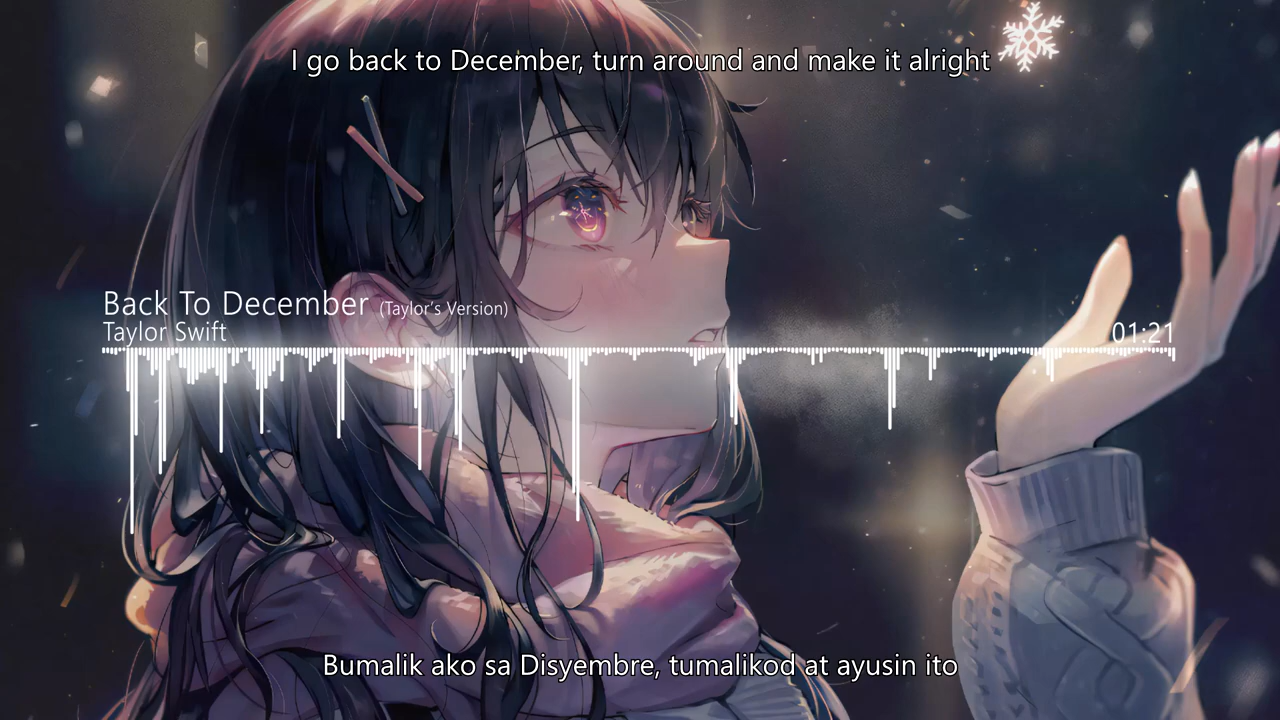 I go back to December, turn around and make it alright
Back To December (Taylor's Version)
Taylor Swift
01:21
Bumalik ako sa Disyembre, tumalikod at ayusin ito